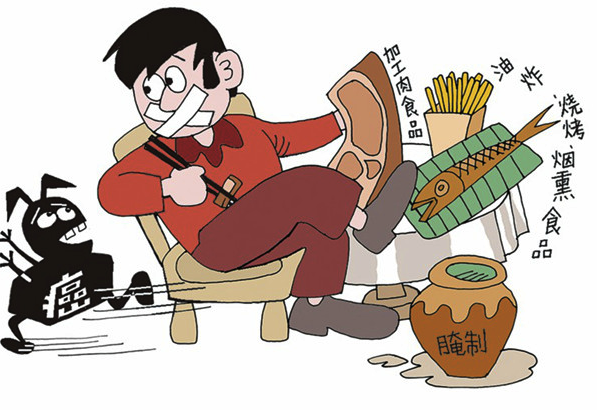 加工肉食品
油炸
烧烤、烟熏食品
癌
腌制